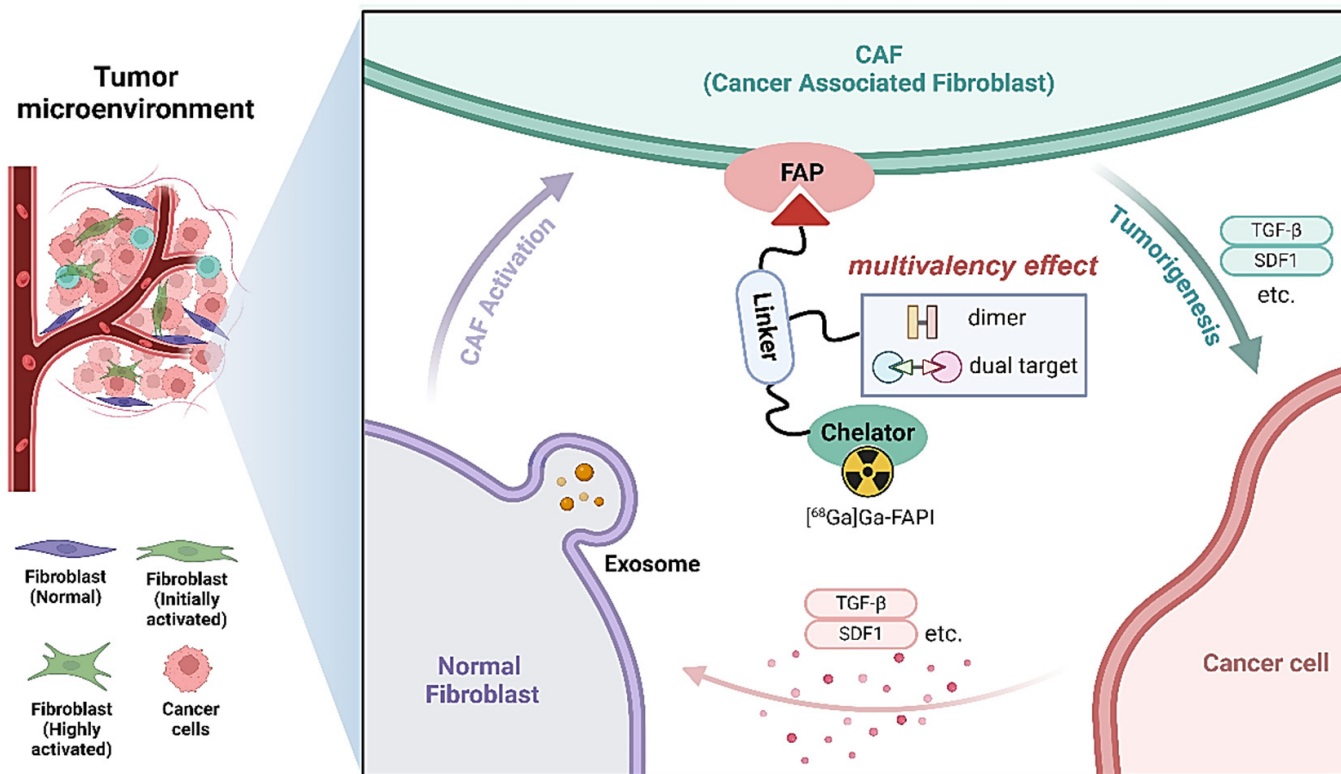 Tumor
microenvironment
Fibroblast
(Normal)
Fibroblast
(Initially
activated)
Fibroblast
(Highly
activated)
Cancer
cells
CAF
(Cancer Associated Fibroblast)
FAP
CAF Activation
Linker
multivalency effect
dimer
dual target
Chelator
[⁶⁸Ga]Ga-FAPI
Tumorigenesis
TGF-β
SDF1
etc.
Exosome
Normal
Fibroblast
TGF-β
SDF1
etc.
Cancer cell